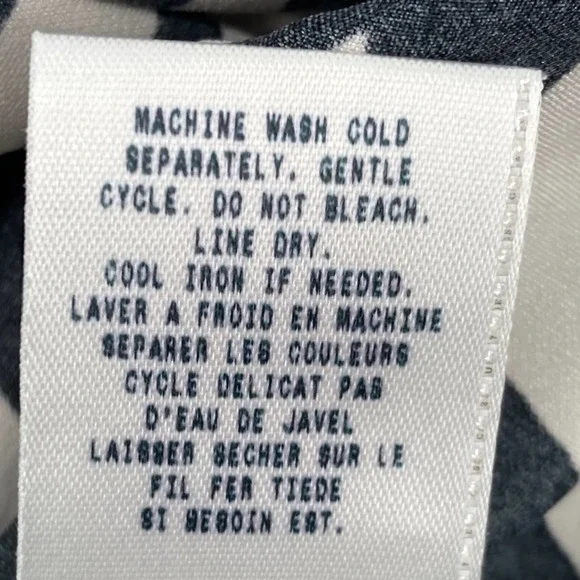 MACHINE WASH COLD
SEPARATELY. GENTLE
CYCLE. DO NOT BLEACH.
LINE DRY.
COOL IRON IF NEEDED.
LAVER A FROID EN MACHINE
SEPARER LES COULEURS
CYCLE DELICAT PAS
D'EAU DE JAVEL
LAISSER SECHER SUR LE
FIL FER TIEDE
SI BESOIN EST.